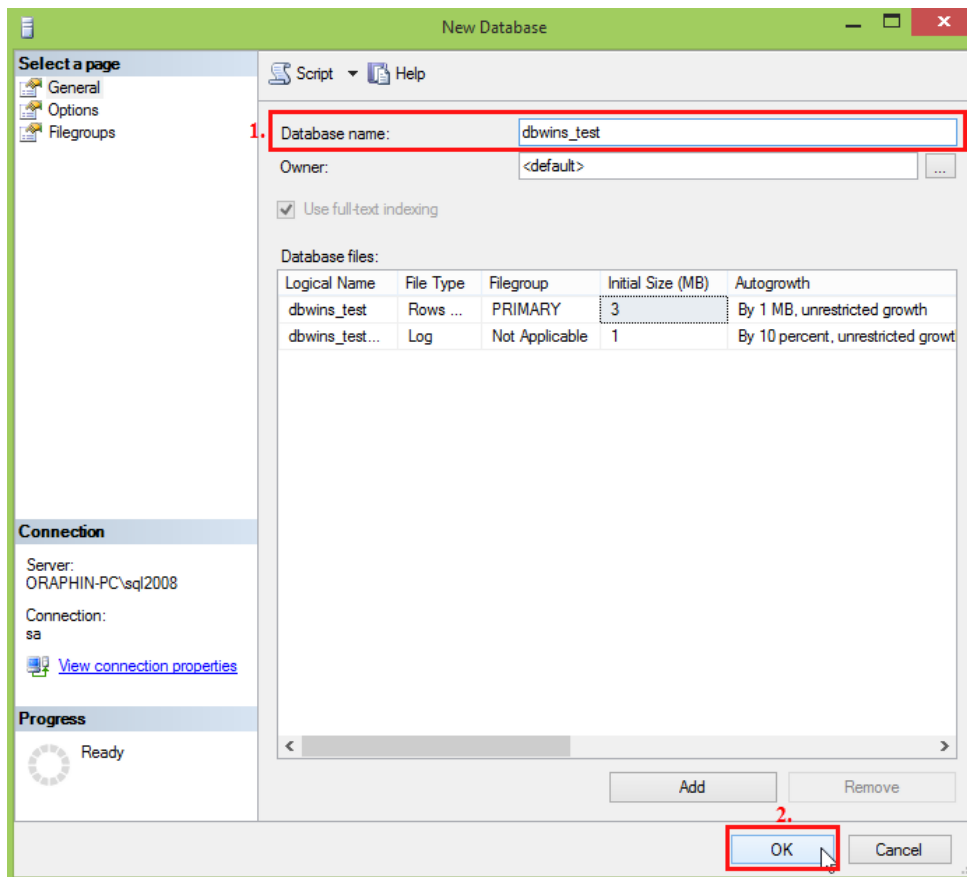 New Database
Select a page
General
Options
Filegroups
Script Help
1. Database name: dbwins_test
Owner: <default> ...
Use full-text indexing
Database files:
Logical Name File Type Filegroup Initial Size (MB) Autogrowth
dbwins_test Rows ... PRIMARY 3 By 1 MB, unrestricted growth
dbwins_test... Log Not Applicable 1 By 10 percent, unrestricted growt
Connection
Server:
ORAPHIN-PC\sql2008
Connection:
sa
View connection properties
Progress
Ready
Add Remove
2.
OK Cancel